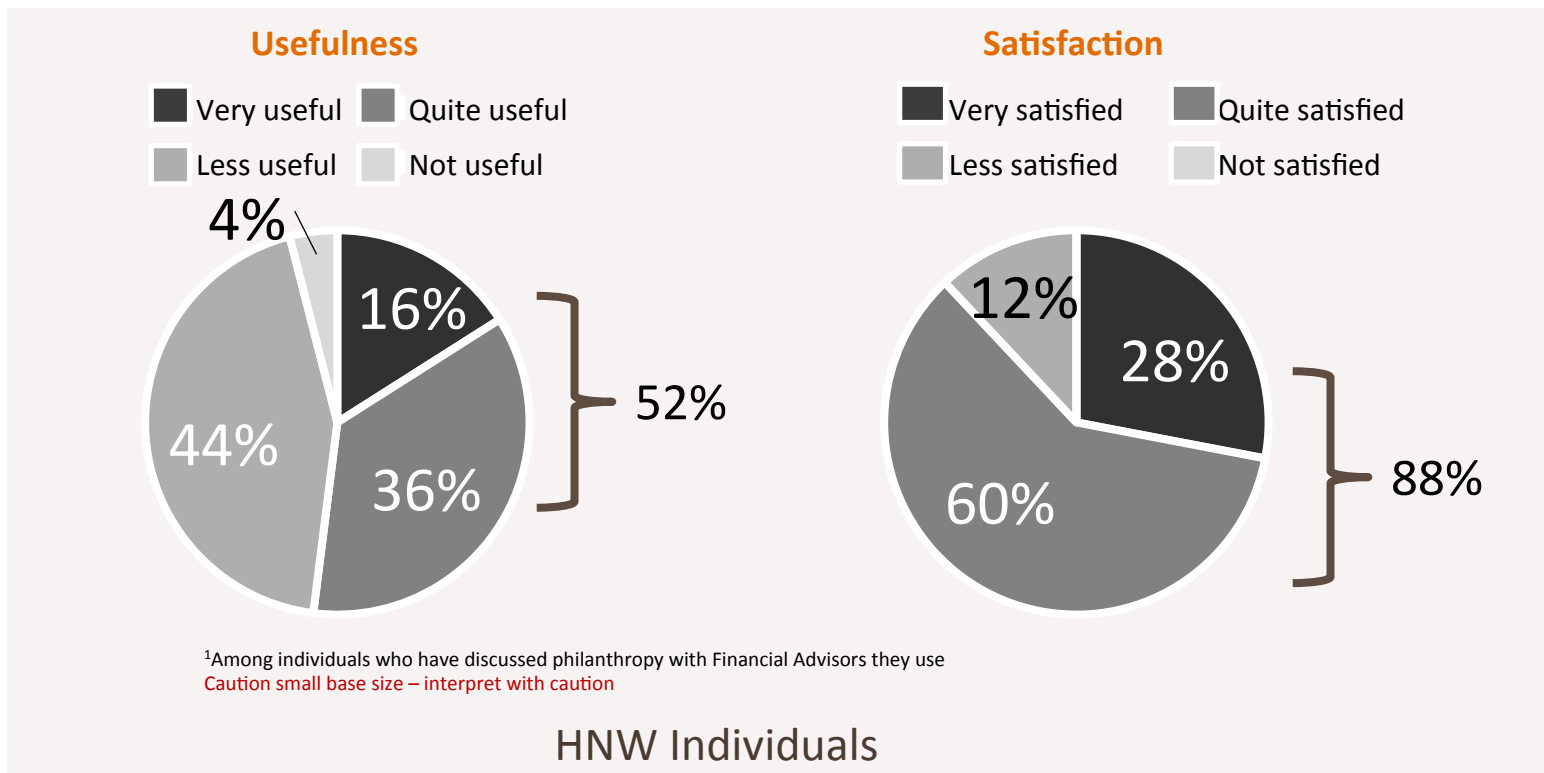 Usefulness
Very useful Quite useful
Less useful Not useful
4%
16%
52%
44%
36%
Satisfaction
Very satisfied Quite satisfied
Less satisfied Not satisfied
12%
28%
88%
60%
¹Among individuals who have discussed philanthropy with Financial Advisors they use
Caution small base size – interpret with caution
HNW Individuals